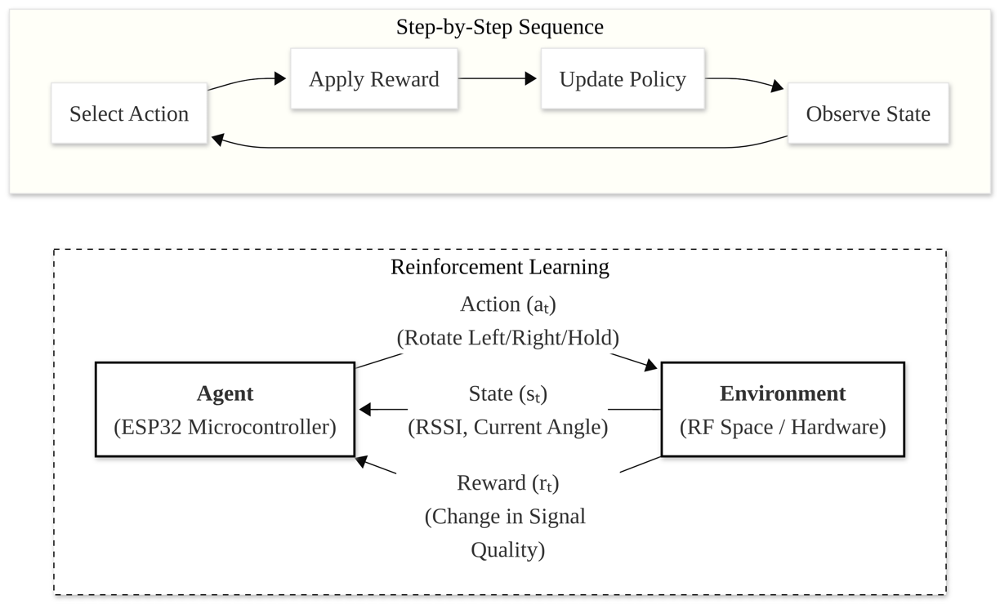 Step-by-Step Sequence
Select Action
Apply Reward
Update Policy
Observe State
Reinforcement Learning
Action (aₜ)
(Rotate Left/Right/Hold)
Agent
(ESP32 Microcontroller)
State (sₜ)
(RSSI, Current Angle)
Environment
(RF Space / Hardware)
Reward (rₜ)
(Change in Signal
Quality)